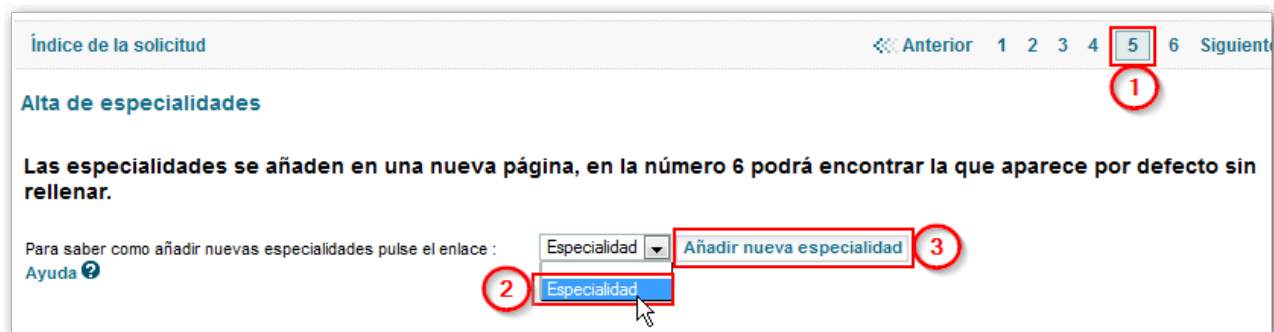 Índice de la solicitud Anterior 1 2 3 4 5 6 Siguiente
1
Alta de especialidades
Las especialidades se añaden en una nueva página, en la número 6 podrá encontrar la que aparece por defecto sin
rellenar.
Para saber como añadir nuevas especialidades pulse el enlace : Especialidad Añadir nueva especialidad 3
Ayuda ?
2 Especialidad